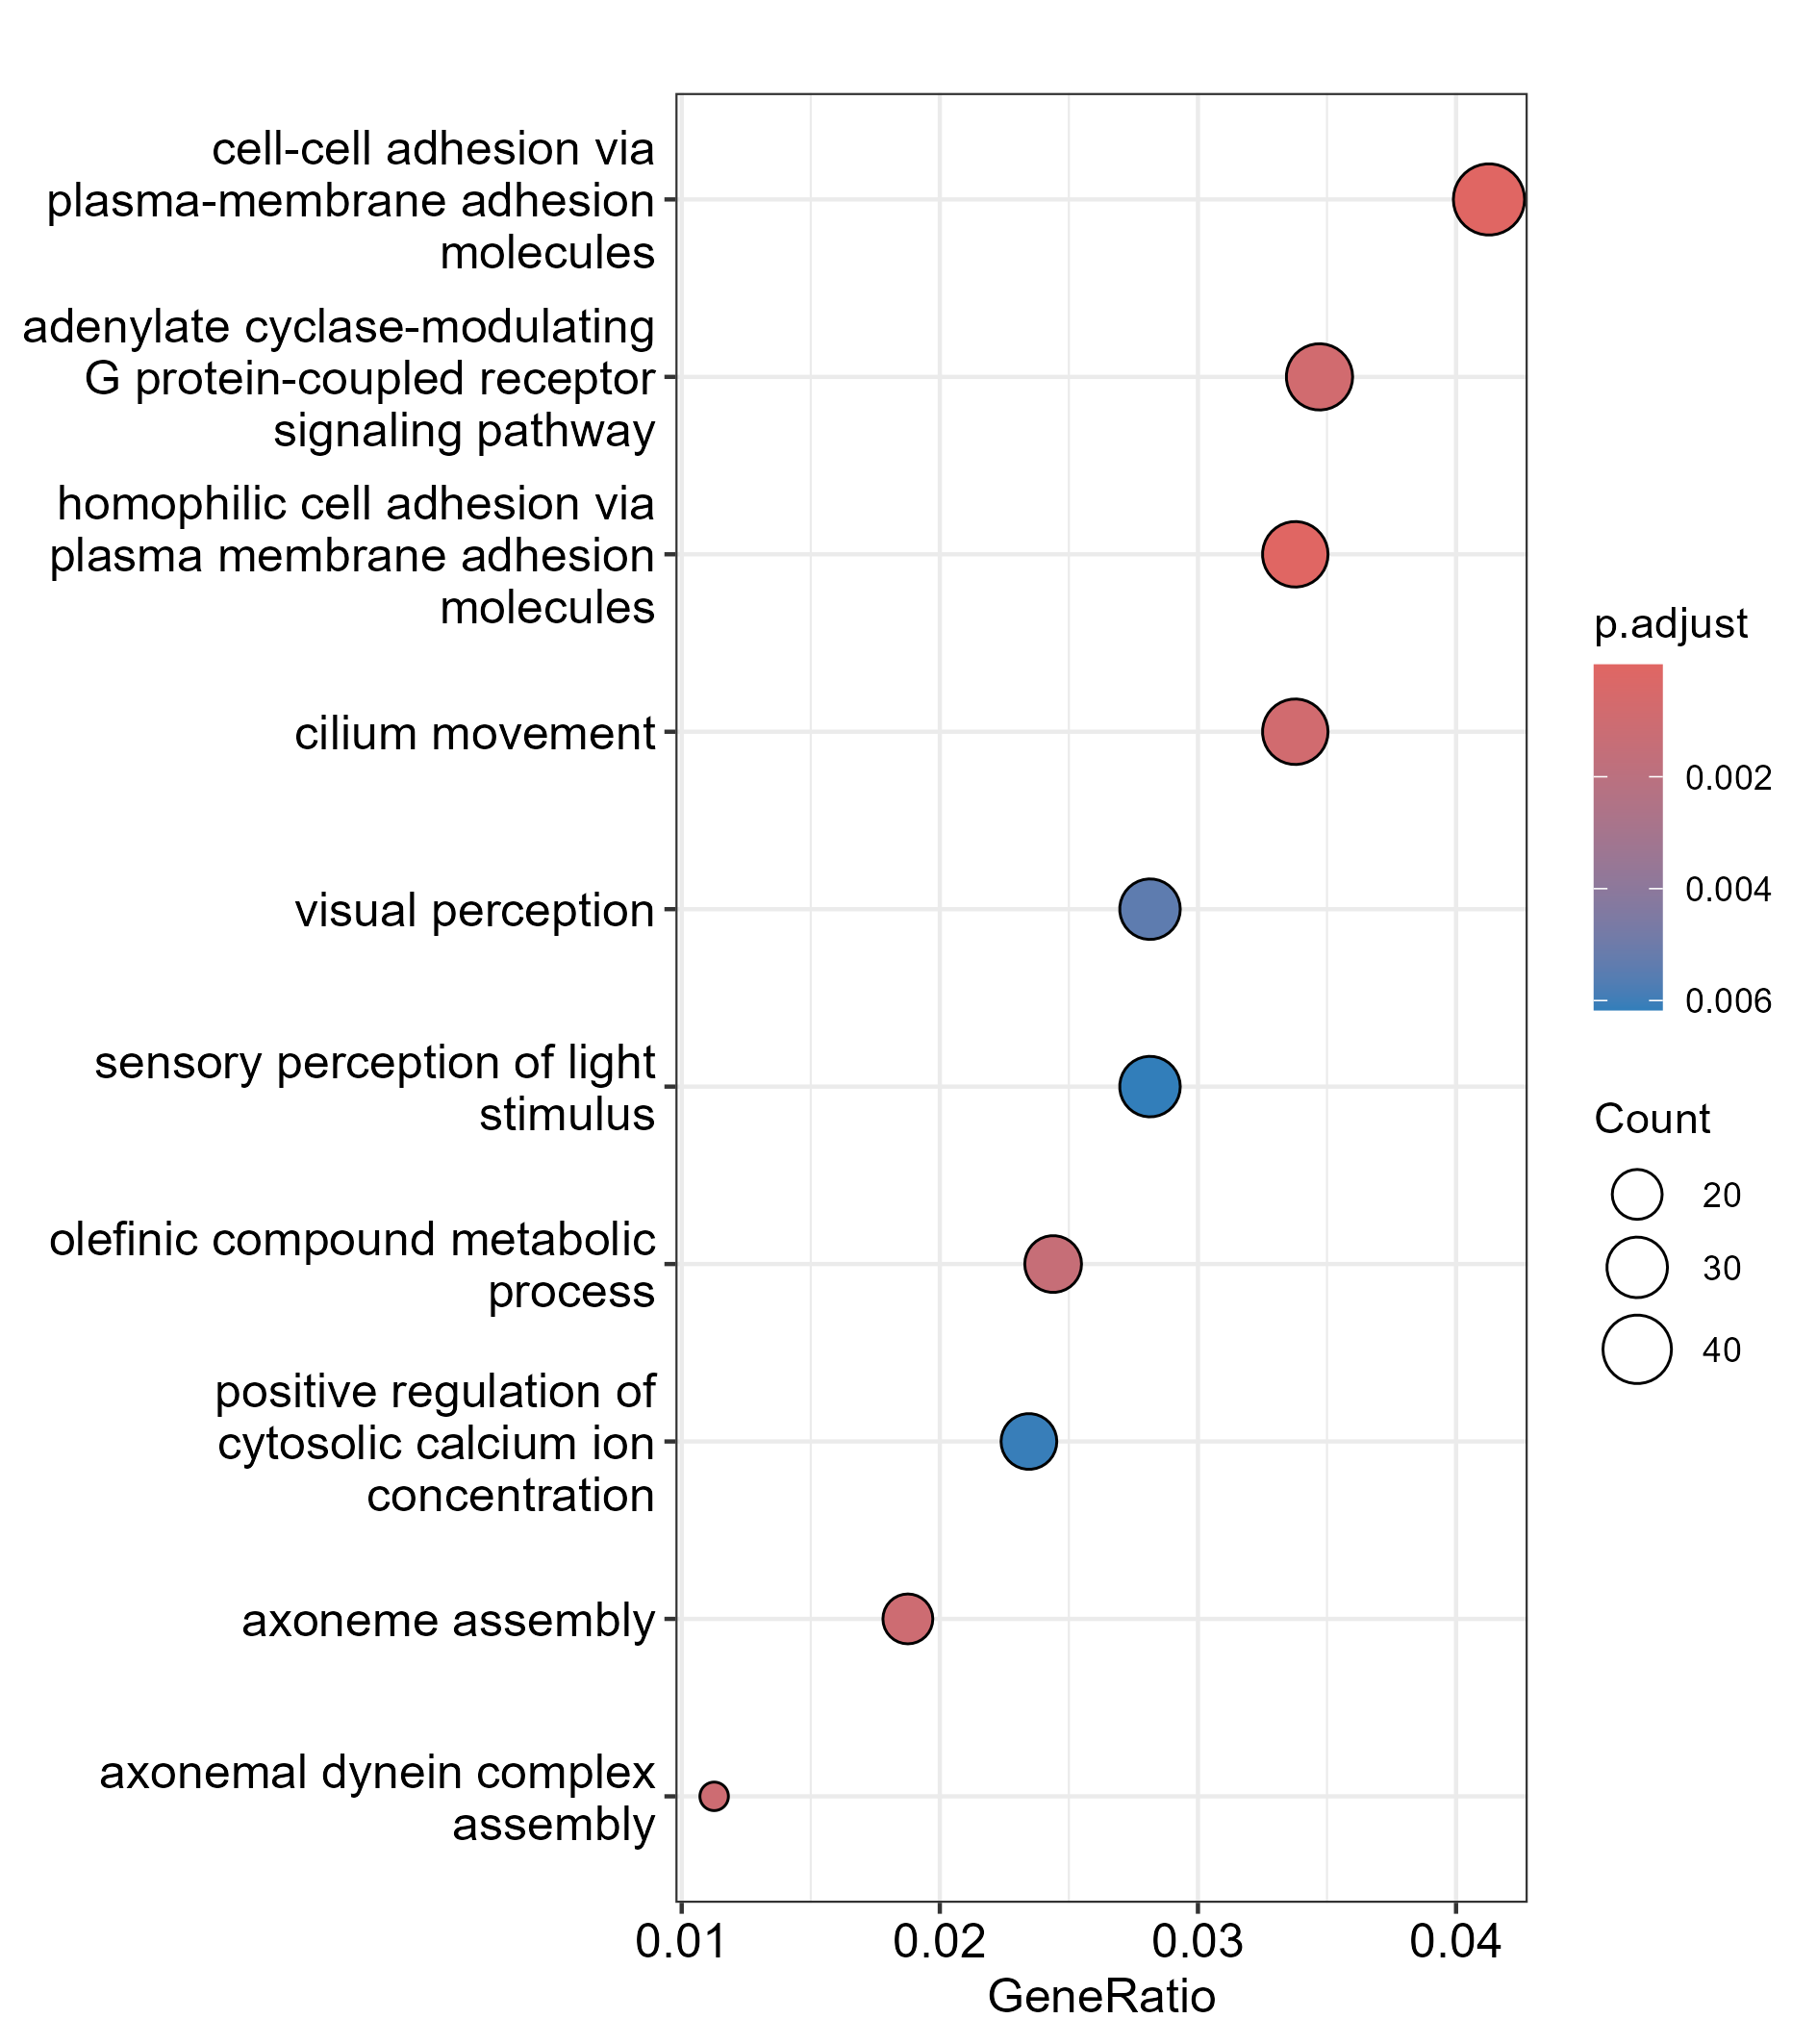 cell-cell adhesion via
plasma-membrane adhesion
molecules
adenylate cyclase-modulating
G protein-coupled receptor
signaling pathway
homophilic cell adhesion via
plasma membrane adhesion
molecules
cilium movement
visual perception
sensory perception of light
stimulus
olefinic compound metabolic
process
positive regulation of
cytosolic calcium ion
concentration
axoneme assembly
axonemal dynein complex
assembly
0.01 0.02 0.03 0.04
GeneRatio
p.adjust
0.002
0.004
0.006
Count
20
30
40